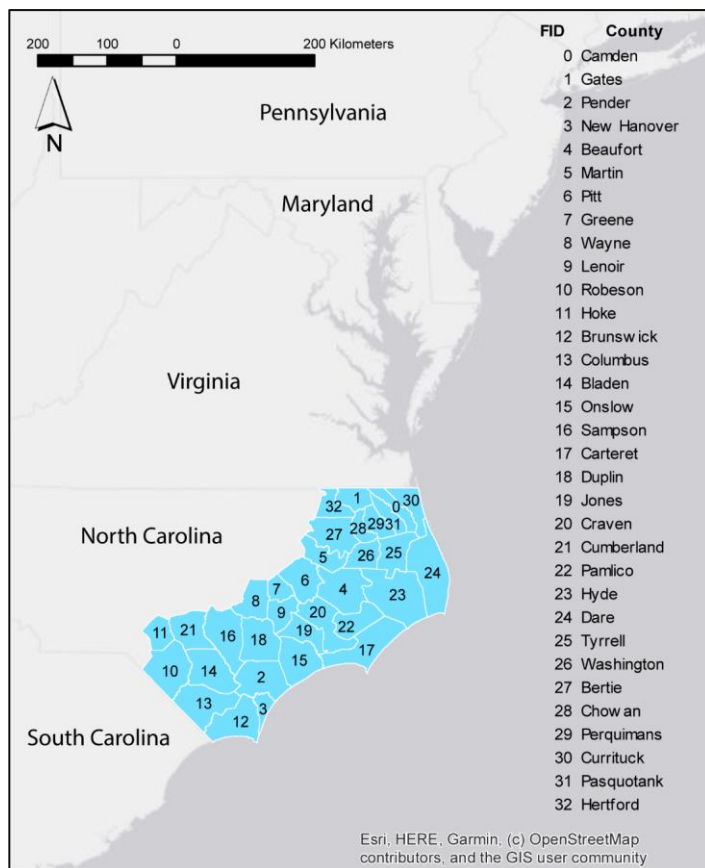 200 100 0 200 Kilometers
N
Pennsylvania
Maryland
Virginia
North Carolina
South Carolina
1
30
0
32
28
29
31
27
26
25
5
24
6
7
4
23
8
9
20
22
19
11
21
16
18
17
15
10
14
2
13
3
12
FID County
0 Camden
1 Gates
2 Pender
3 New Hanover
4 Beaufort
5 Martin
6 Pitt
7 Greene
8 Wayne
9 Lenoir
10 Robeson
11 Hoke
12 Brunswick
13 Columbus
14 Bladen
15 Onslow
16 Sampson
17 Carteret
18 Duplin
19 Jones
20 Craven
21 Cumberland
22 Pamlico
23 Hyde
24 Dare
25 Tyrrell
26 Washington
27 Bertie
28 Chowan
29 Perquimans
30 Currituck
31 Pasquotank
32 Hertford
Esri, HERE, Garmin, (c) OpenStreetMap
contributors, and the GIS user community